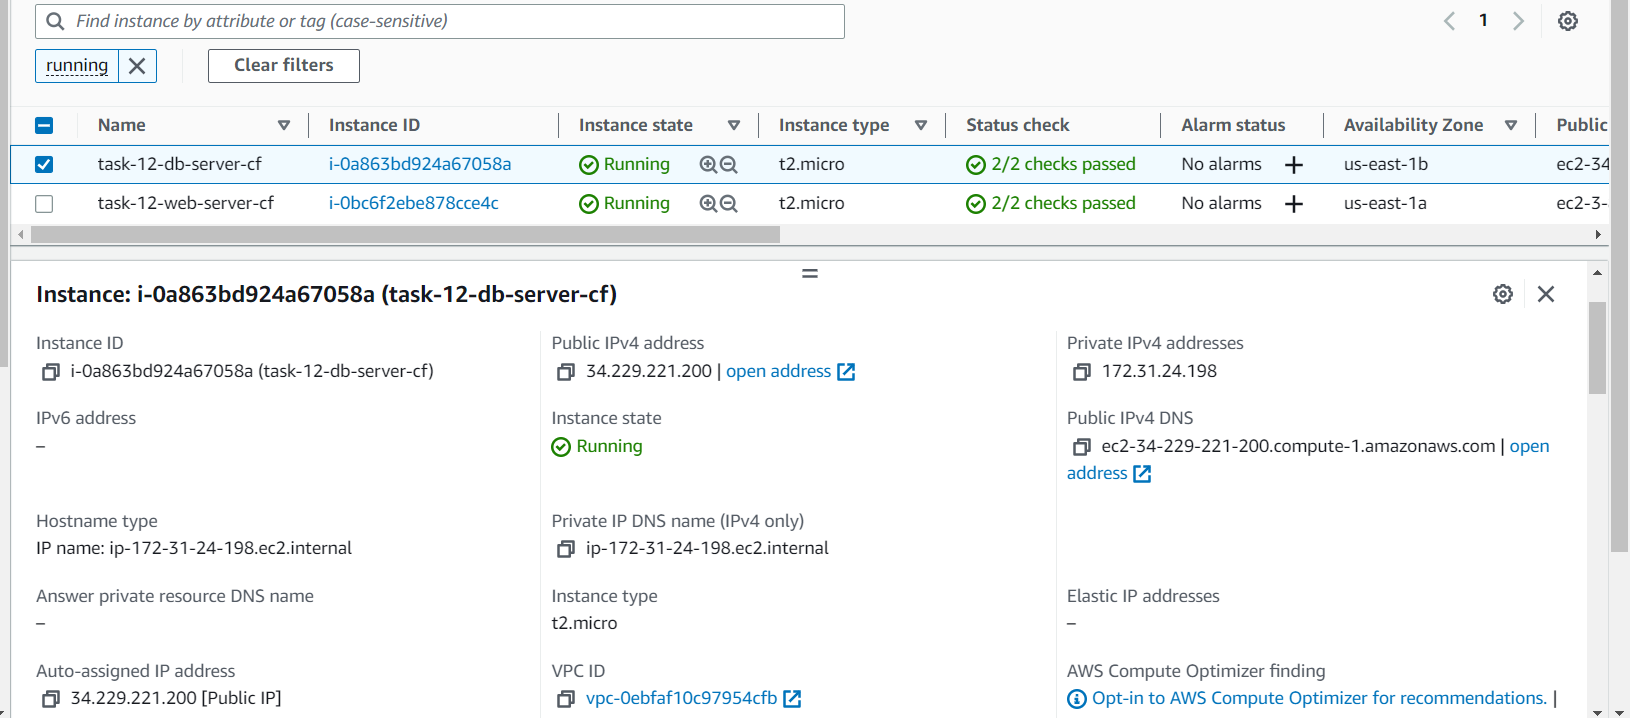 Find instance by attribute or tag (case-sensitive)
1
running
Clear filters
Name Instance ID Instance state Instance type Status check Alarm status Availability Zone Public
task-12-db-server-cf i-0a863bd924a67058a Running t2.micro 2/2 checks passed No alarms + us-east-1b ec2-34
task-12-web-server-cf i-0bc6f2ebe878cce4c Running t2.micro 2/2 checks passed No alarms + us-east-1a ec2-3-
Instance: i-0a863bd924a67058a (task-12-db-server-cf)
Instance ID
i-0a863bd924a67058a (task-12-db-server-cf)
Public IPv4 address
34.229.221.200 | open address
Private IPv4 addresses
172.31.24.198
IPv6 address
–
Instance state
Running
Public IPv4 DNS
ec2-34-229-221-200.compute-1.amazonaws.com | open
address
Hostname type
IP name: ip-172-31-24-198.ec2.internal
Private IP DNS name (IPv4 only)
ip-172-31-24-198.ec2.internal
Answer private resource DNS name
–
Instance type
t2.micro
Elastic IP addresses
–
Auto-assigned IP address
34.229.221.200 [Public IP]
VPC ID
vpc-0ebfaf10c97954cfb
AWS Compute Optimizer finding
Opt-in to AWS Compute Optimizer for recommendations. |